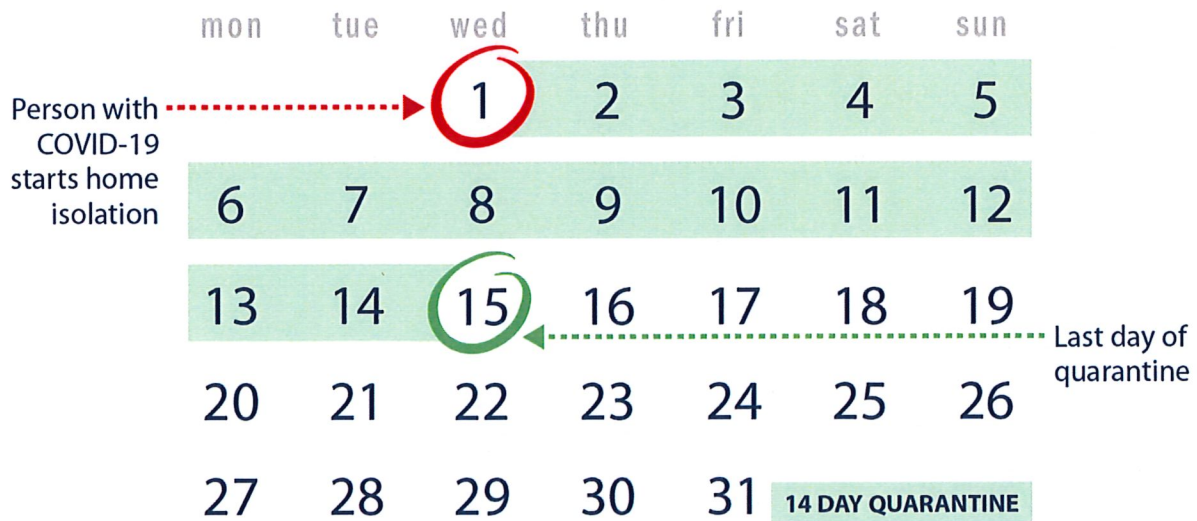 mon tue wed thu fri sat sun
Person with
COVID-19
starts home
isolation
1 2 3 4 5
6 7 8 9 10 11 12
13 14 15 16 17 18 19
Last day of
quarantine
20 21 22 23 24 25 26
27 28 29 30 31 14 DAY QUARANTINE